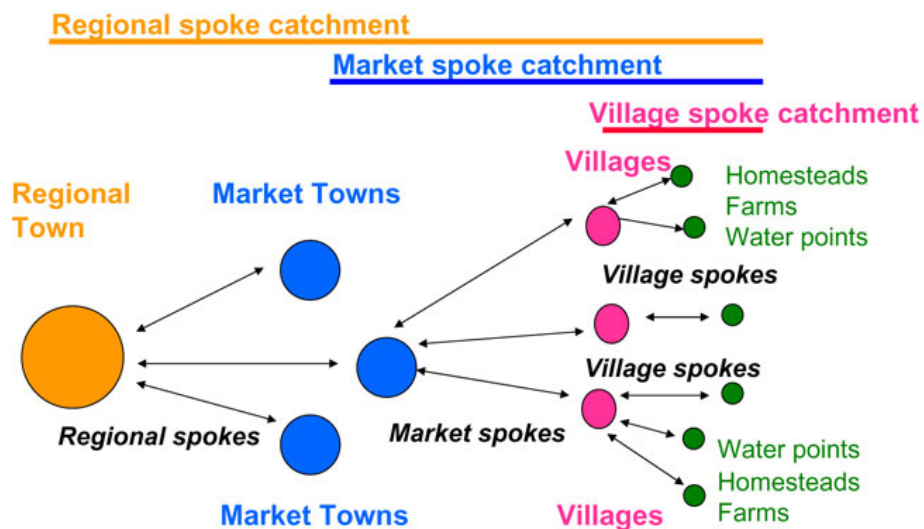 Regional spoke catchment
Market spoke catchment
Village spoke catchment
Villages
Regional
Town
Market Towns
Homesteads
Farms
Water points
Village spokes
Village spokes
Regional spokes
Market spokes
Water points
Homesteads
Farms
Market Towns
Villages